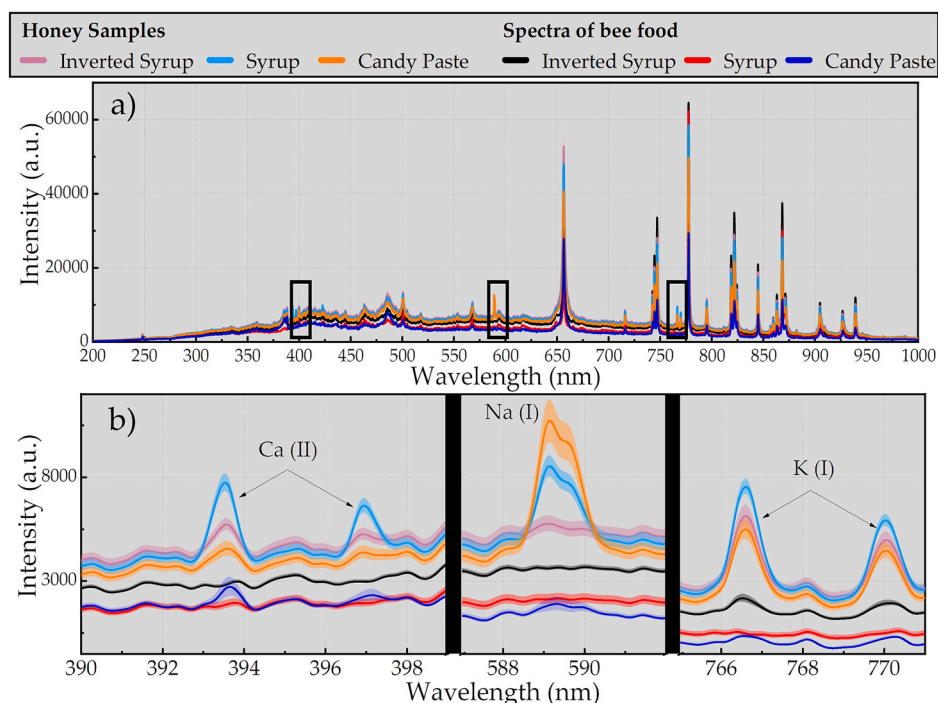 Honey Samples Spectra of bee food
Inverted Syrup Syrup Candy Paste Inverted Syrup Syrup Candy Paste
a)
60000
40000
20000
0
Intensity (a.u.)
200 250 300 350 400 450 500 550 600 650 700 750 800 850 900 950 1000
Wavelength (nm)
b)
Ca (II)
Na (I)
K (I)
8000
3000
Intensity (a.u.)
390 392 394 396 398 588 590 766 768 770
Wavelength (nm)